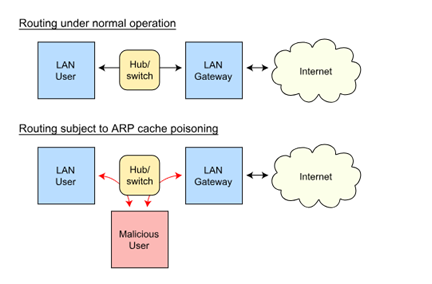 Routing under normal operation
LAN
User
Hub/
switch
LAN
Gateway
Internet
Routing subject to ARP cache poisoning
LAN
User
Hub/
switch
LAN
Gateway
Internet
Malicious
User